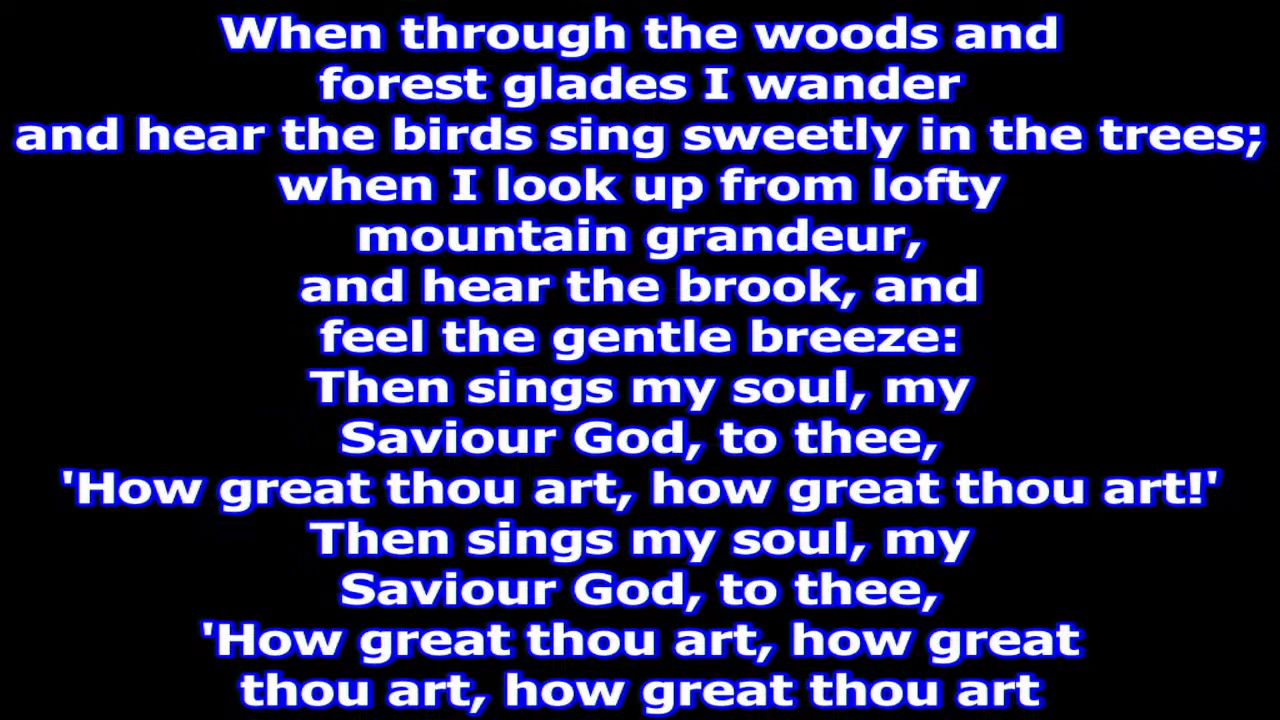 When through the woods and
forest glades I wander
and hear the birds sing sweetly in the trees;
when I look up from lofty
mountain grandeur,
and hear the brook, and
feel the gentle breeze:
Then sings my soul, my
Saviour God, to thee,
'How great thou art, how great thou art!'
Then sings my soul, my
Saviour God, to thee,
'How great thou art, how great
thou art, how great thou art